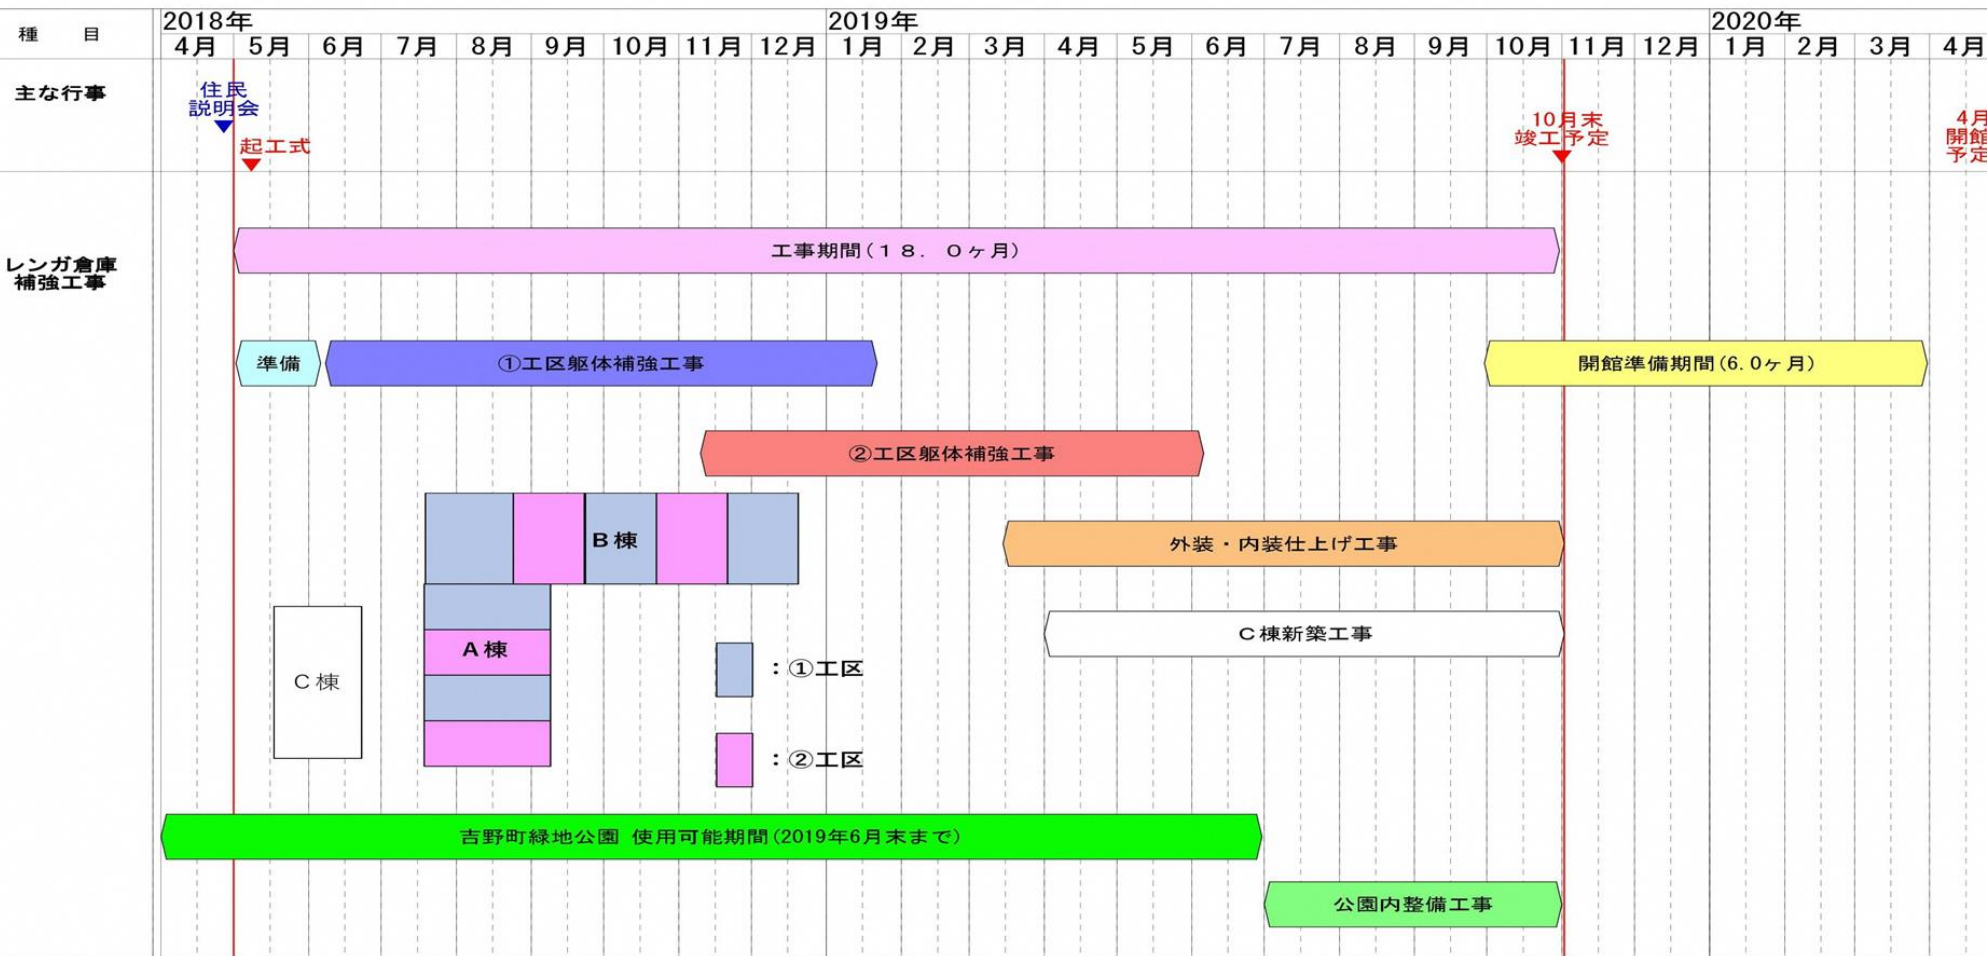 種 目
2018年
2019年
2020年
4月 5月 6月 7月 8月 9月 10月 11月 12月 1月 2月 3月 4月 5月 6月 7月 8月 9月 10月 11月 12月 1月 2月 3月 4月
主な行事
住民
説明会
起工式
10月末
竣工予定
4月
開館
予定
レンガ倉庫
補強工事
工事期間(18.0ヶ月)
準備
①工区躯体補強工事
開館準備期間(6.0ヶ月)
②工区躯体補強工事
B棟
外装・内装仕上げ工事
C棟新築工事
A棟
C棟
:①工区
:②工区
吉野町緑地公園 使用可能期間(2019年6月末まで)
公園内整備工事